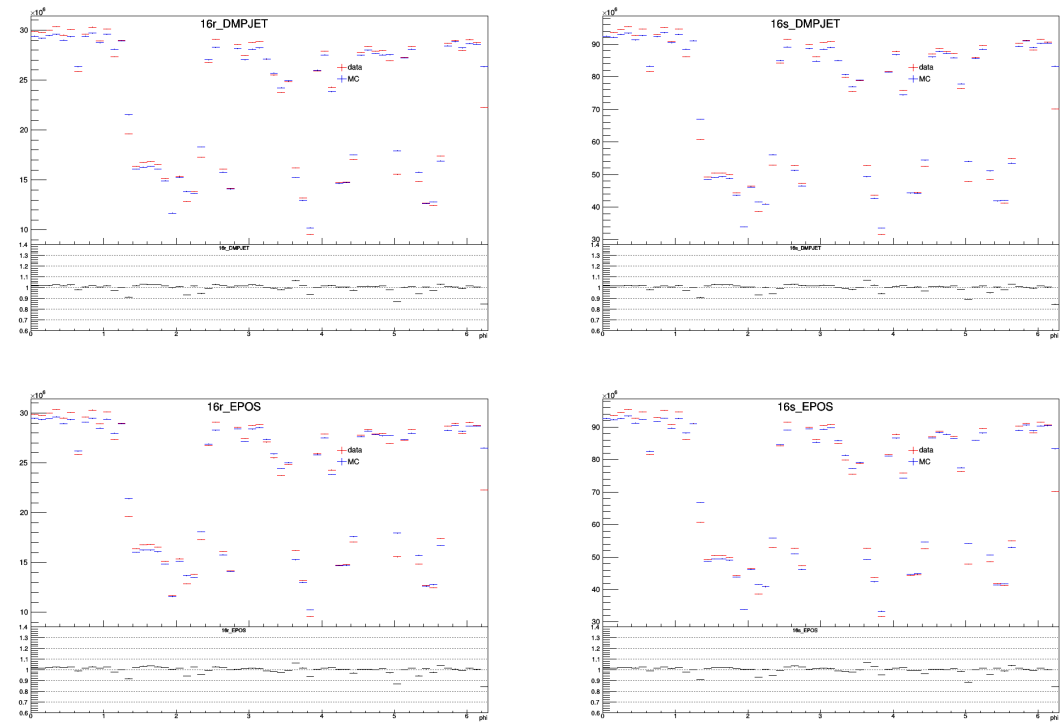 ×10⁶
16r_DMPJET
30
25
20
15
10
data
MC
16r_DMPJET
1.4
1.3
1.2
1.1
1
0.9
0.8
0.7
0.6
0 1 2 3 4 5 6
phi
×10⁶
16s_DMPJET
90
80
70
60
50
40
30
data
MC
16s_DMPJET
1.4
1.3
1.2
1.1
1
0.9
0.8
0.7
0.6
0 1 2 3 4 5 6
phi
×10⁶
16r_EPOS
30
25
20
15
10
data
MC
16r_EPOS
1.4
1.3
1.2
1.1
1
0.9
0.8
0.7
0.6
0 1 2 3 4 5 6
phi
×10⁶
16s_EPOS
90
80
70
60
50
40
30
data
MC
16s_EPOS
1.4
1.3
1.2
1.1
1
0.9
0.8
0.7
0.6
0 1 2 3 4 5 6
phi